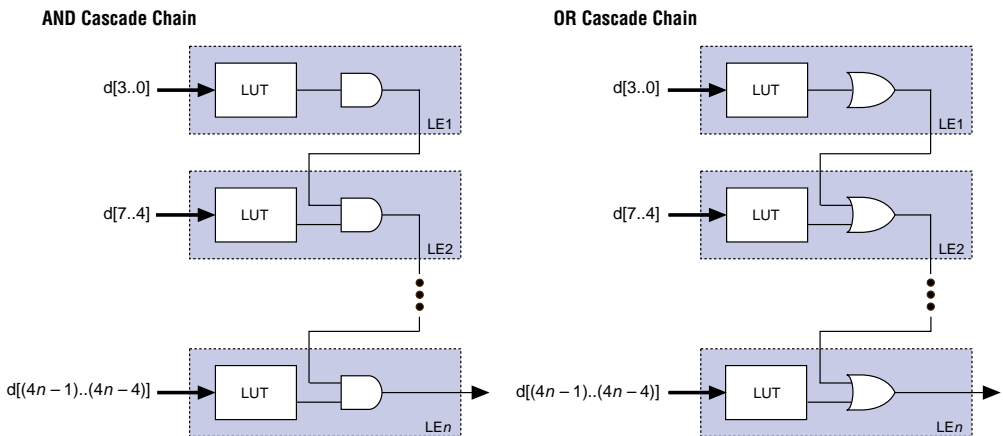 AND Cascade Chain
d[3..0]
LUT
LE1
d[7..4]
LUT
LE2
d[(4n – 1)..(4n – 4)]
LUT
LEn
OR Cascade Chain
d[3..0]
LUT
LE1
d[7..4]
LUT
LE2
d[(4n – 1)..(4n – 4)]
LUT
LEn